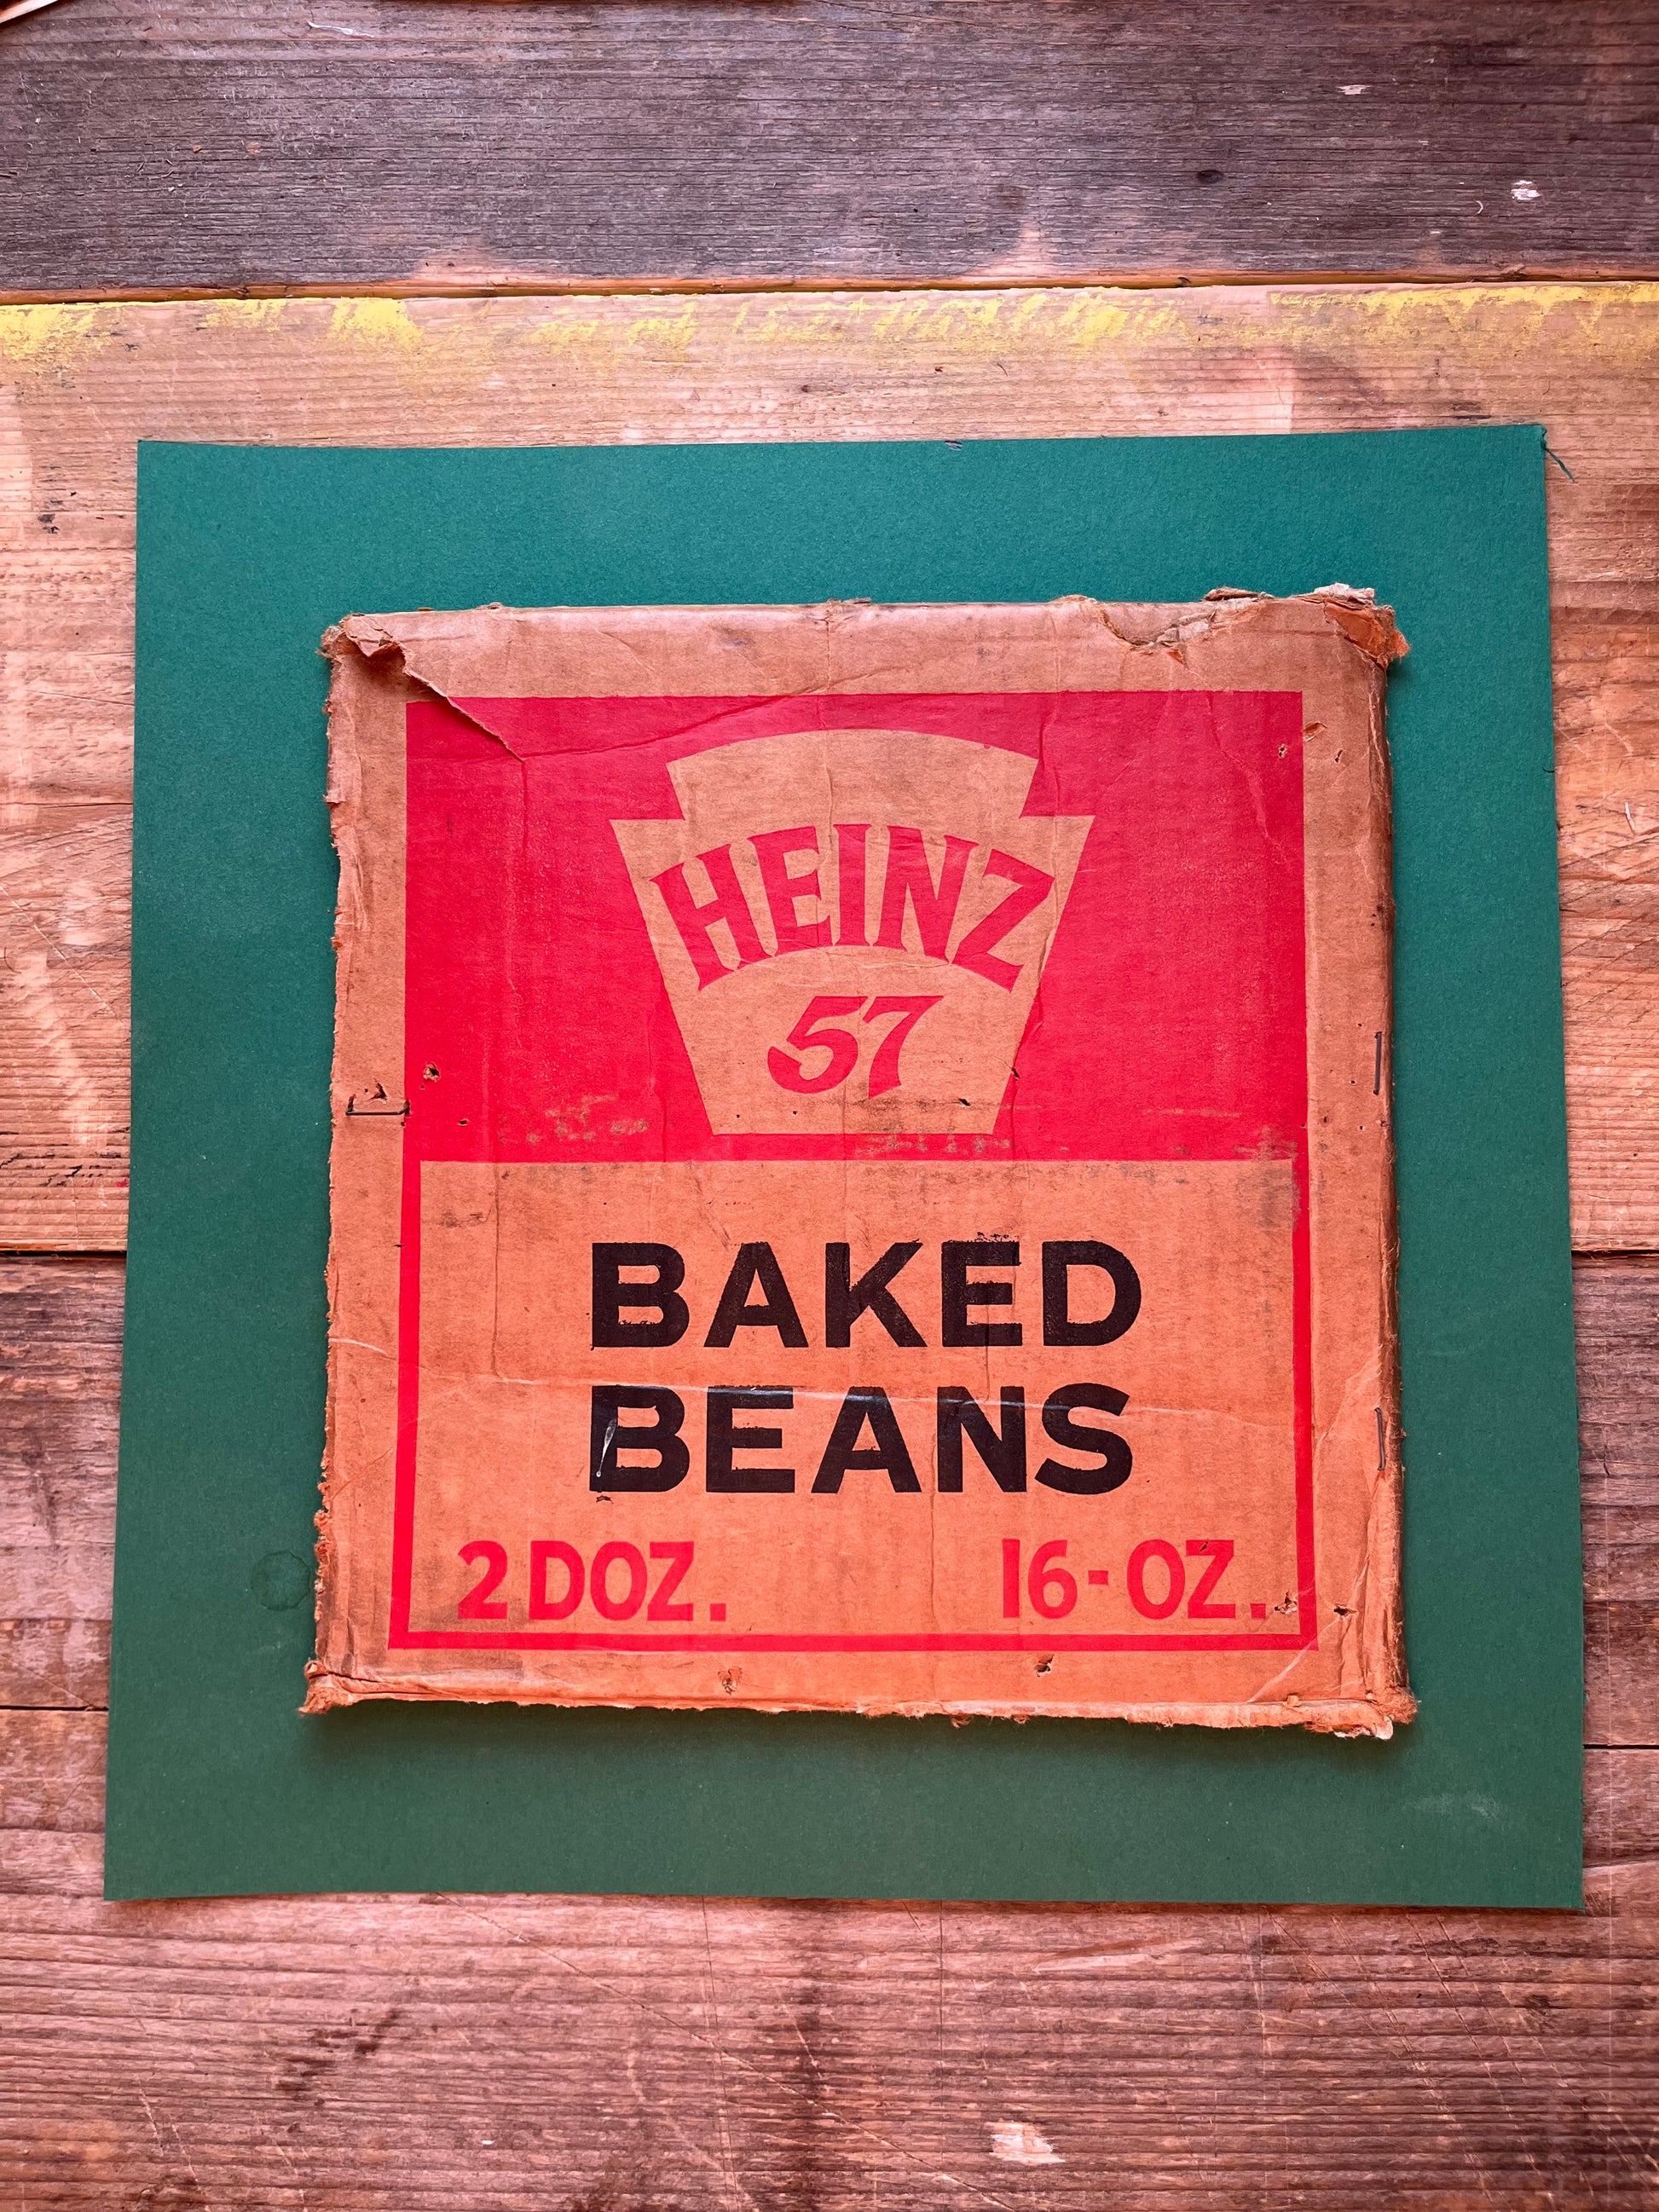 HEINZ
57
BAKED
BEANS
2 DOZ. 16-OZ.